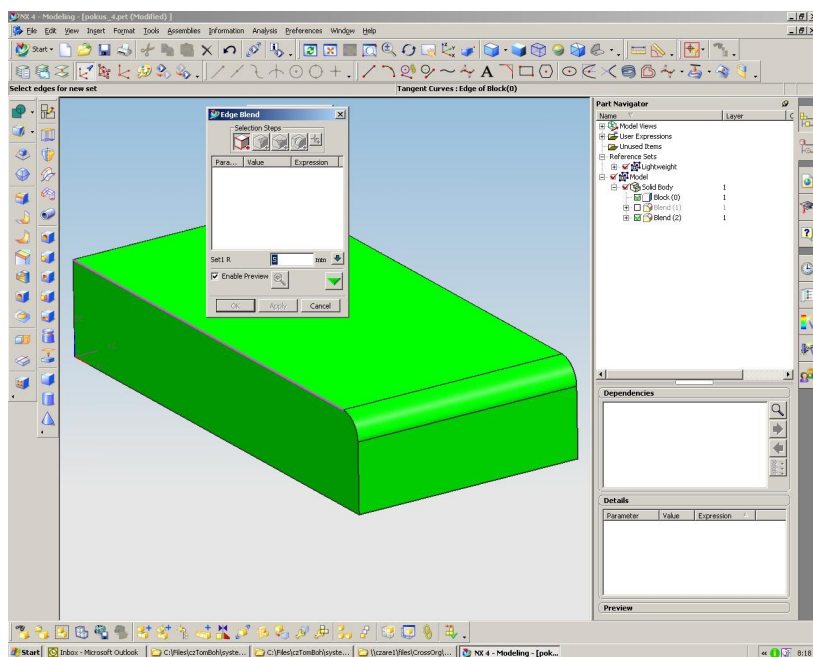 NX 4 - Modeling - [pokus_4.prt (Modified) ]
File Edit View Insert Format Tools Assemblies Information Analysis Preferences Window Help
Start
Select edges for new set
Tangent Curves : Edge of Block(0)
Edge Blend
Selection Steps
Para... Value Expression
Set1 R 5 mm
Enable Preview
OK Apply Cancel
Part Navigator
Name Layer C
Model Views
User Expressions
Unused Items
Reference Sets
Lightweight
Model
Solid Body 1
Block (0) 1
Blend (1) 1
Blend (2) 1
Dependencies
Details
Parameter Value Expression
Preview
Start Inbox - Microsoft Outlook C:\Files\czTomBoh\syste... C:\Files\czTomBoh\syste... \\czare1\files\CrossOrg\... NX 4 - Modeling - [pok... « 8:18